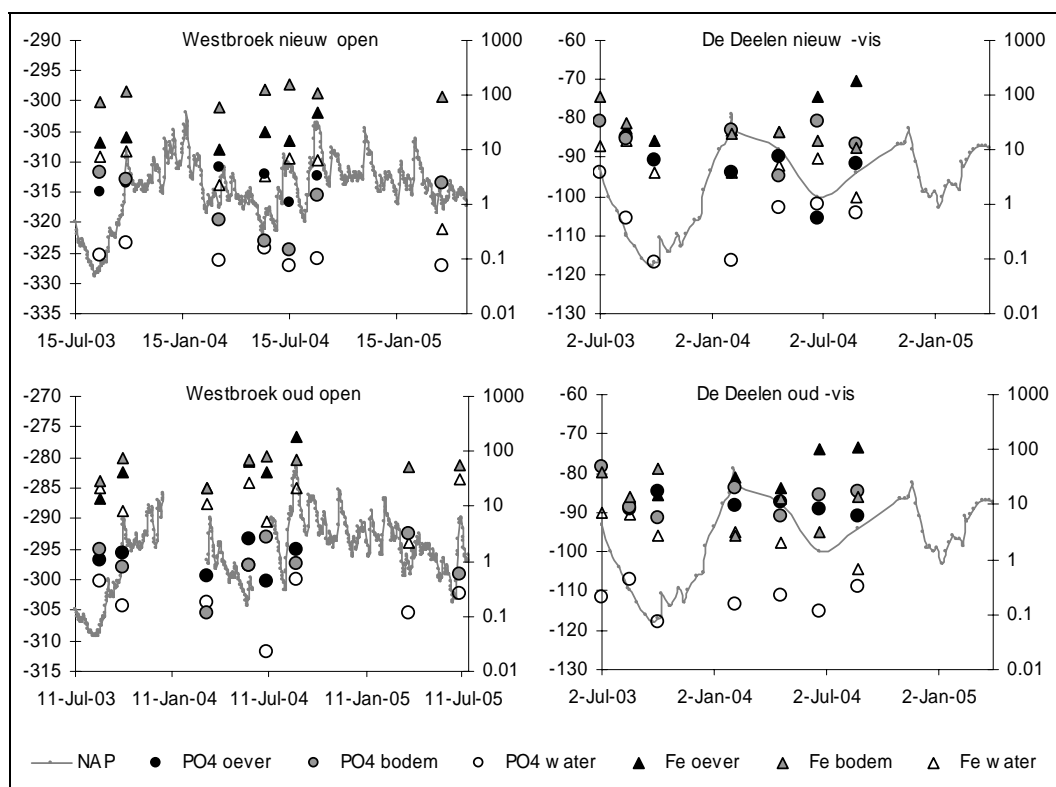 Westbroek nieuw open
-290
-295
-300
-305
-310
-315
-320
-325
-330
-335
1000
100
10
1
0.1
0.01
15-Jul-03
15-Jan-04
15-Jul-04
15-Jan-05
De Deelen nieuw -vis
-60
-70
-80
-90
-100
-110
-120
-130
1000
100
10
1
0.1
0.01
2-Jul-03
2-Jan-04
2-Jul-04
2-Jan-05
Westbroek oud open
-270
-275
-280
-285
-290
-295
-300
-305
-310
-315
1000
100
10
1
0.1
0.01
11-Jul-03
11-Jan-04
11-Jul-04
11-Jan-05
11-Jul-05
De Deelen oud -vis
-60
-70
-80
-90
-100
-110
-120
-130
1000
100
10
1
0.1
0.01
2-Jul-03
2-Jan-04
2-Jul-04
2-Jan-05
NAP
PO4 oever
PO4 bodem
PO4 water
Fe oever
Fe bodem
Fe water